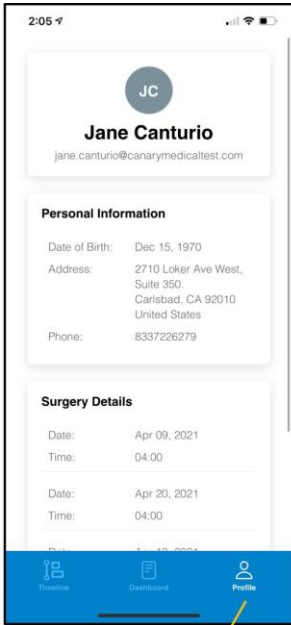 2:05
JC
Jane Canturio
jane.canturio@canarymedicaltest.com
Personal Information
Date of Birth: Dec 15, 1970
Address: 2710 Loker Ave West,
Suite 350.
Carlsbad, CA 92010
United States
Phone: 8337226279
Surgery Details
Date: Apr 09, 2021
Time: 04:00
Date: Apr 20, 2021
Time: 04:00
Timeline Dashboard Profile